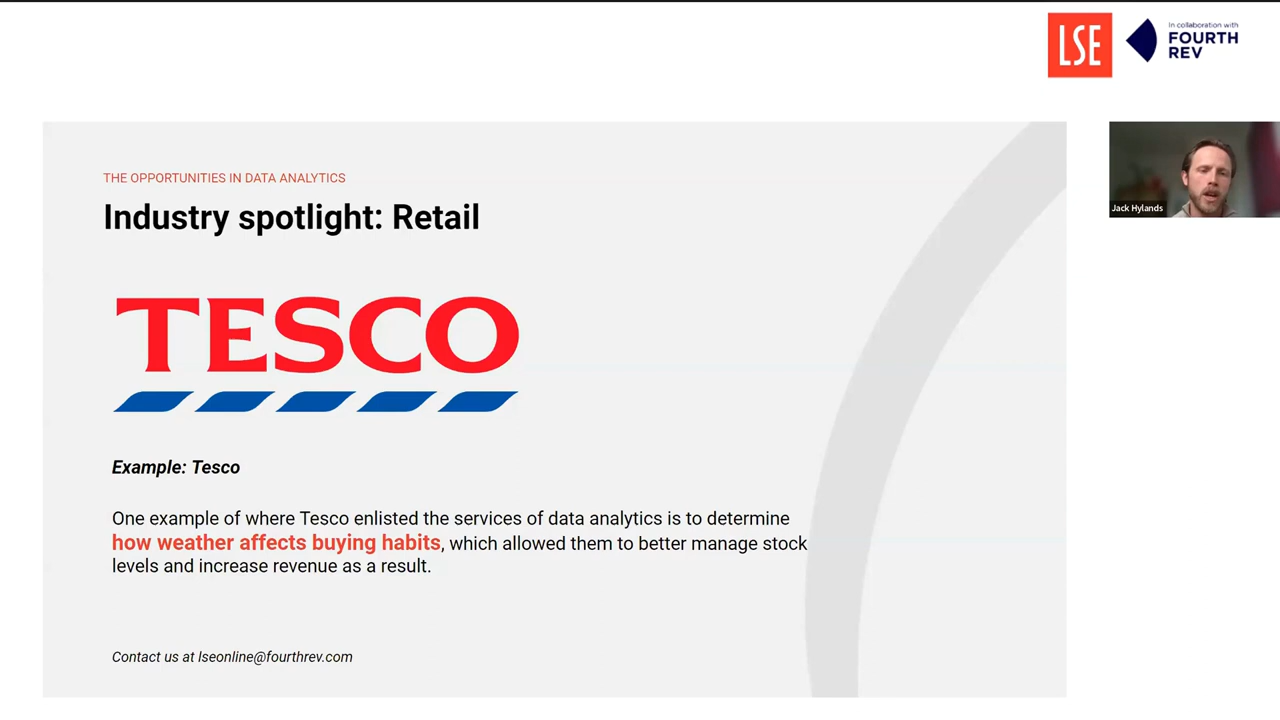 LSE
In collaboration with
FOURTH
REV
THE OPPORTUNITIES IN DATA ANALYTICS
Industry spotlight: Retail
TESCO
Jack Hylands
Example: Tesco
One example of where Tesco enlisted the services of data analytics is to determine
how weather affects buying habits, which allowed them to better manage stock
levels and increase revenue as a result.
Contact us at lseonline@fourthrev.com